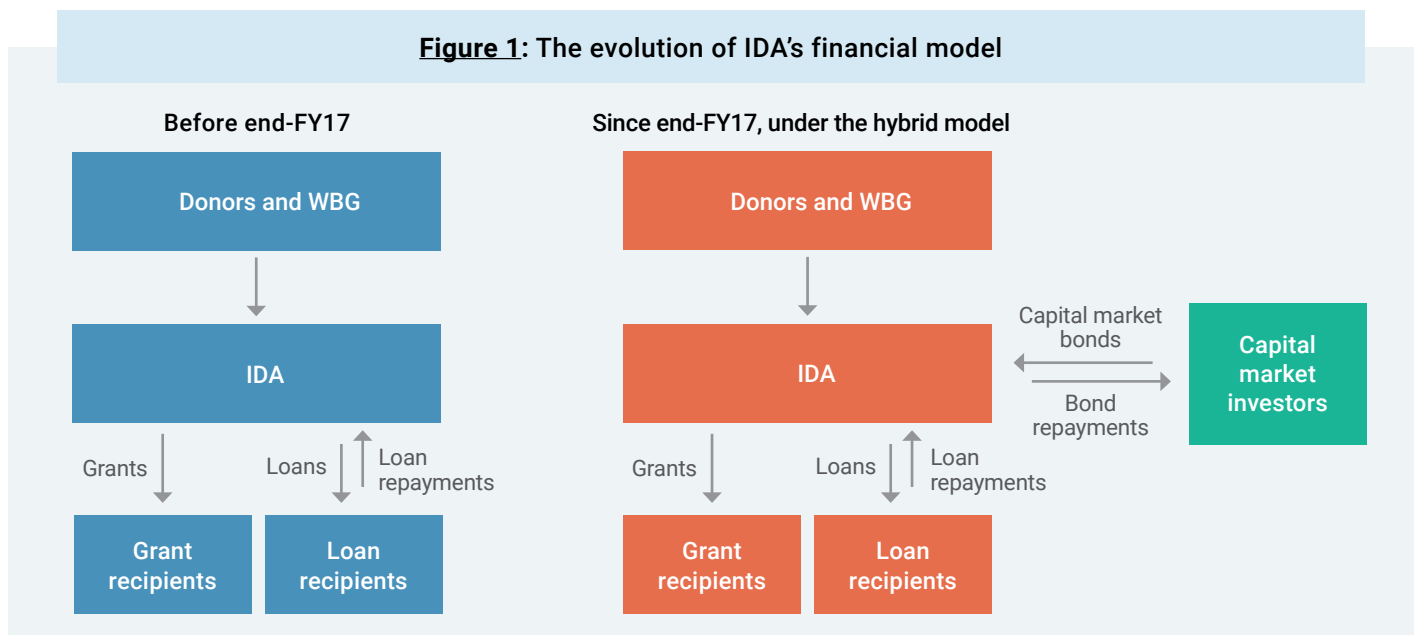 Figure 1: The evolution of IDA’s financial model
Before end-FY17
Donors and WBG
IDA
Grants
Loans
Loan
repayments
Grant
recipients
Loan
recipients
Since end-FY17, under the hybrid model
Donors and WBG
IDA
Capital market
bonds
Bond
repayments
Capital
market
investors
Grants
Loans
Loan
repayments
Grant
recipients
Loan
recipients